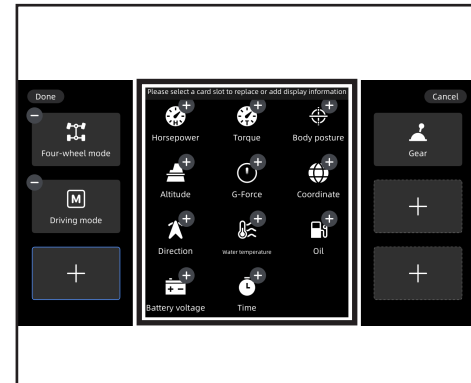 Done
Please select a card slot to replace or add display information
Cancel
Four-wheel mode
Horsepower
Torque
Body posture
Gear
Altitude
G-Force
Coordinate
M
Driving mode
Direction
Water temperature
Oil
Battery voltage
Time